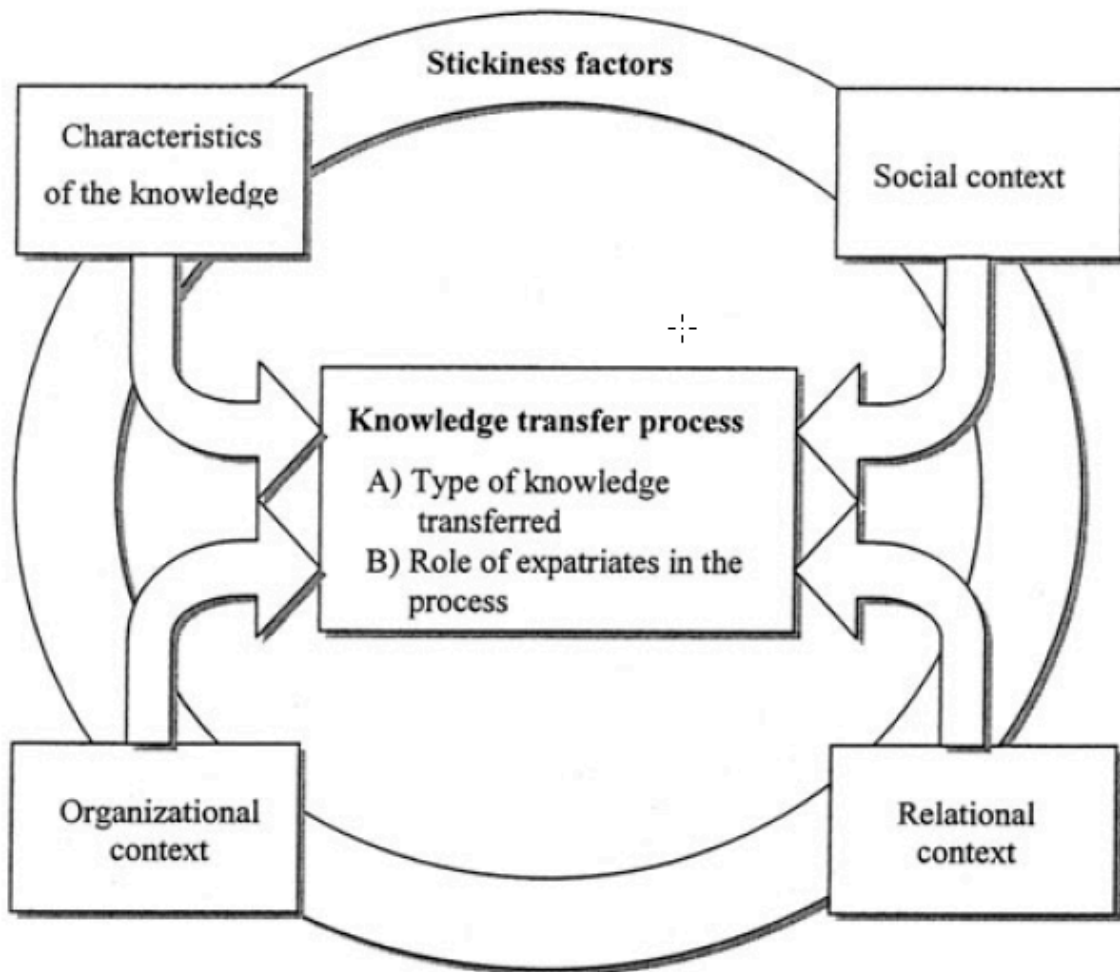 Stickiness factors
Characteristics
of the knowledge
Social context
Knowledge transfer process
A) Type of knowledge
transferred
B) Role of expatriates in the
process
Organizational
context
Relational
context